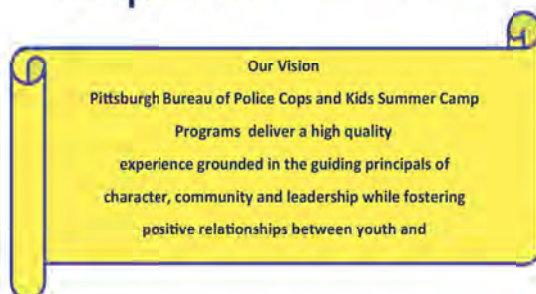 Our Vision
Pittsburgh Bureau of Police Cops and Kids Summer Camp
Programs deliver a high quality
experience grounded in the guiding principals of
character, community and leadership while fostering
positive relationships between youth and